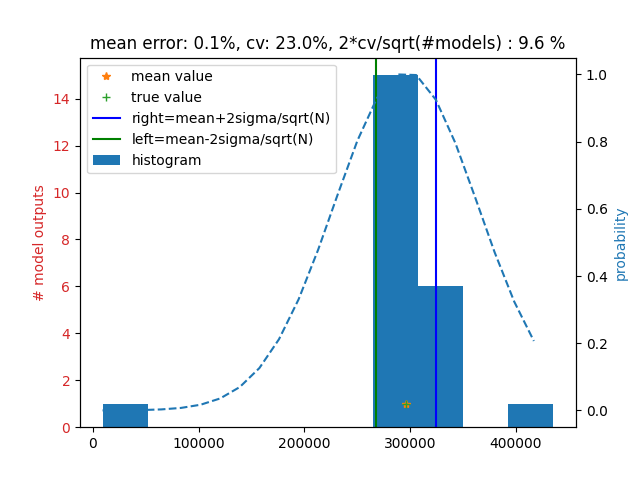 mean error: 0.1%, cv: 23.0%, 2*cv/sqrt(#models) : 9.6 %
mean value
true value
right=mean+2sigma/sqrt(N)
left=mean-2sigma/sqrt(N)
histogram
# model outputs
14
12
10
8
6
4
2
0
0
100000
200000
300000
400000
1.0
0.8
0.6
0.4
0.2
0.0
probability